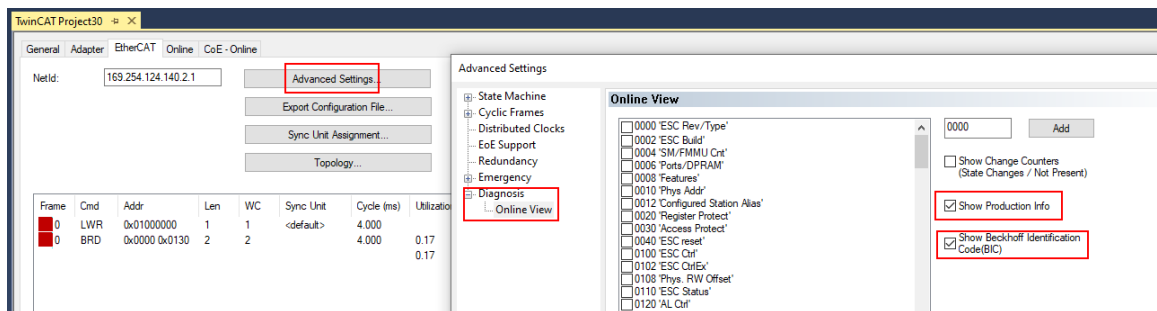 TwinCAT Project30
General Adapter EtherCAT Online CoE - Online
NetId: 169.254.124.140.2.1
Advanced Settings...
Export Configuration File...
Sync Unit Assignment...
Topology...
Frame Cmd Addr Len WC Sync Unit Cycle (ms) Utilizatio
0 LWR 0x01000000 1 1 <default> 4.000
0 BRD 0x0000 0x0130 2 2 4.000 0.17
0.17
Advanced Settings
State Machine
Cyclic Frames
Distributed Clocks
EoE Support
Redundancy
Emergency
Diagnosis
Online View
Online View
0000 'ESC Rev/Type'
0002 'ESC Build'
0004 'SM/FMMU Cnt'
0006 'Ports/DPRAM'
0008 'Features'
0010 'Phys Addr'
0012 'Configured Station Alias'
0020 'Register Protect'
0030 'Access Protect'
0040 'ESC reset'
0100 'ESC Ctrl'
0102 'ESC CtrlEx'
0108 'Phys. RW Offset'
0110 'ESC Status'
0120 'AL Ctrl'
0000 Add
Show Change Counters
(State Changes / Not Present)
Show Production Info
Show Beckhoff Identification
Code(BIC)